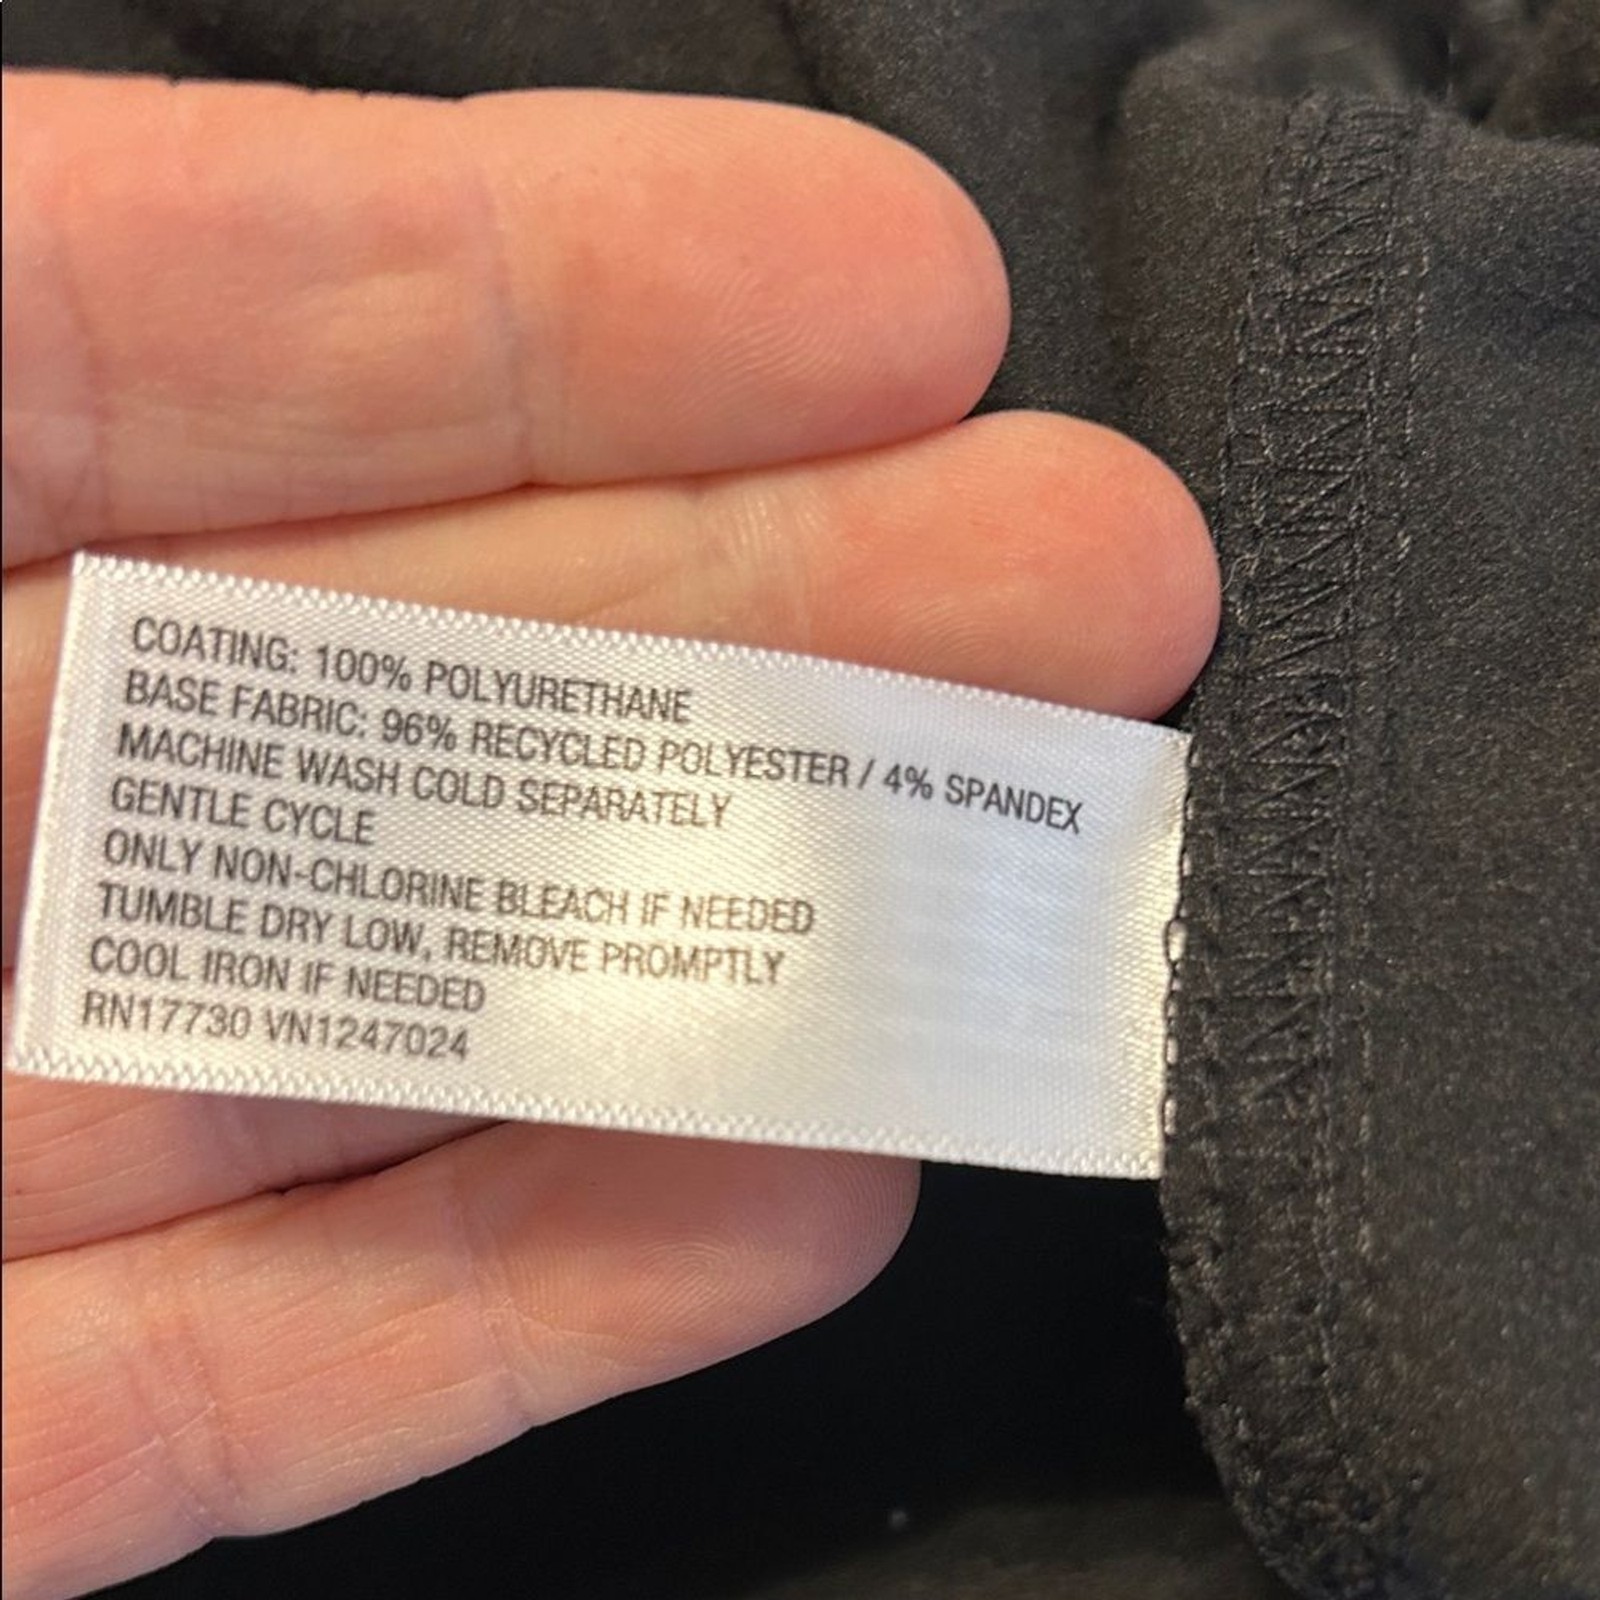 COATING: 100% POLYURETHANE
BASE FABRIC: 96% RECYCLED POLYESTER / 4% SPANDEX
MACHINE WASH COLD SEPARATELY
GENTLE CYCLE
ONLY NON-CHLORINE BLEACH IF NEEDED
TUMBLE DRY LOW, REMOVE PROMPTLY
COOL IRON IF NEEDED
RN17730 VN1247024